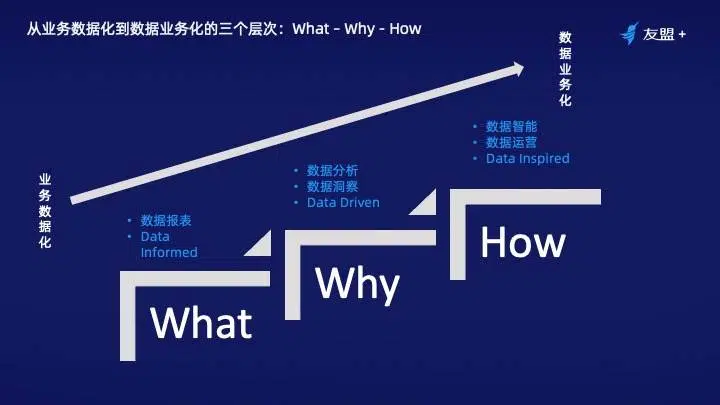 从业务数据化到数据业务化的三个层次：What – Why - How
友盟+
数据业务化
• 数据智能
• 数据运营
• Data Inspired
• 数据分析
• 数据洞察
• Data Driven
业务数据化
• 数据报表
• Data
Informed
How
Why
What